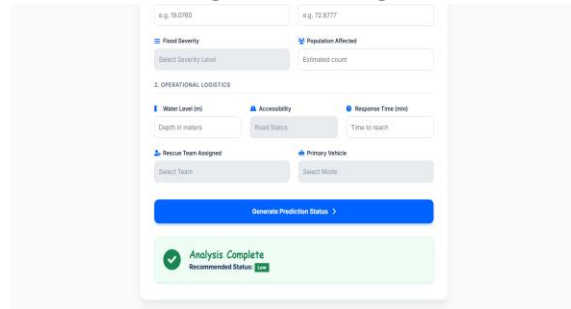 e.g. 19.0760 e.g. 72.8777
Flood Severity Population Affected
Select Severity Level Estimated count
2. OPERATIONAL LOGISTICS
Water Level (m) Accessibility Response Time (min)
Depth in meters Road Status Time to reach
Rescue Team Assigned Primary Vehicle
Select Team Select Mode
Generate Prediction Status
Analysis Complete
Recommended Status: Low